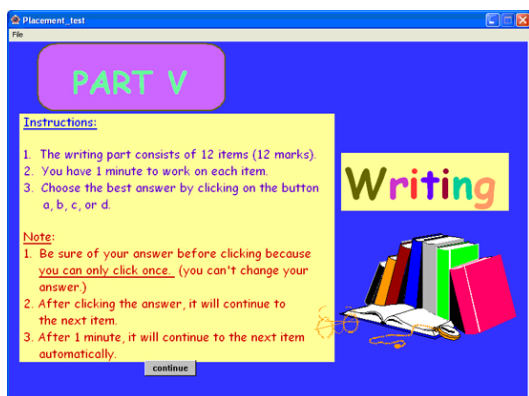 Placement_test
File
PART V
Instructions:
1. The writing part consists of 12 items (12 marks).
2. You have 1 minute to work on each item.
3. Choose the best answer by clicking on the button
a, b, c, or d.
Note:
1. Be sure of your answer before clicking because
you can only click once. (you can't change your
answer.)
2. After clicking the answer, it will continue to
the next item.
3. After 1 minute, it will continue to the next item
automatically.
continue
Writing